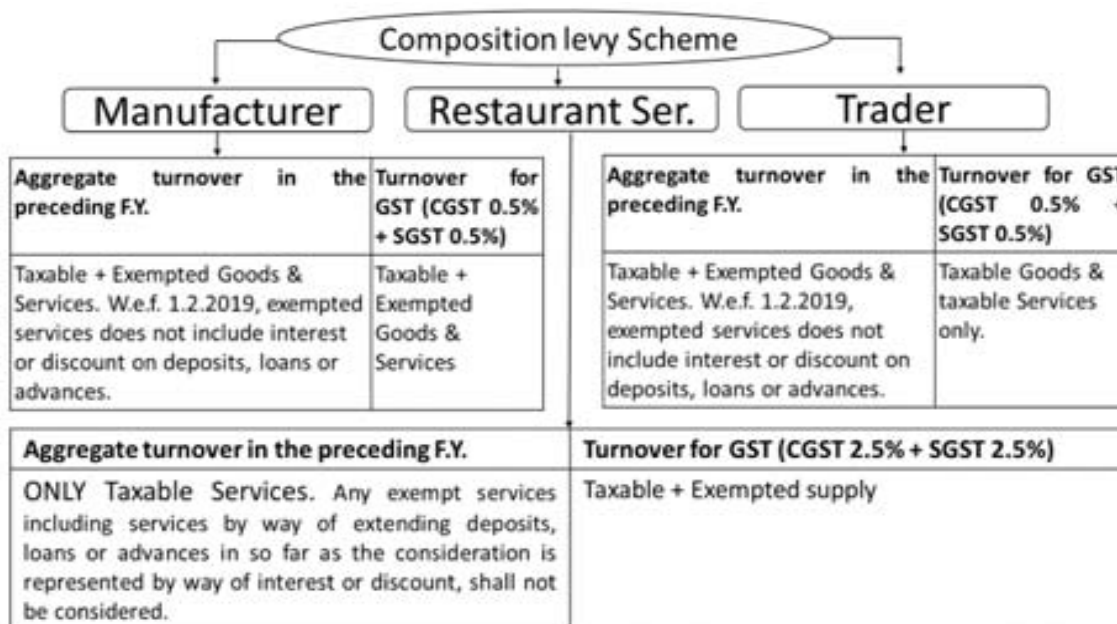 Composition levy Scheme
Manufacturer
Restaurant Ser.
Trader
Aggregate turnover in the
preceding F.Y.
Turnover for
GST (CGST 0.5%
+ SGST 0.5%)
Taxable + Exempted Goods &
Services. W.e.f. 1.2.2019, exempted
services does not include interest
or discount on deposits, loans or
advances.
Taxable +
Exempted
Goods &
Services
Aggregate turnover in the
preceding F.Y.
Turnover for GST
(CGST 0.5% +
SGST 0.5%)
Taxable + Exempted Goods &
Services. W.e.f. 1.2.2019,
exempted services does not
include interest or discount on
deposits, loans or advances.
Taxable Goods &
taxable Services
only.
Aggregate turnover in the preceding F.Y.
Turnover for GST (CGST 2.5% + SGST 2.5%)
ONLY Taxable Services. Any exempt services
including services by way of extending deposits,
loans or advances in so far as the consideration is
represented by way of interest or discount, shall not
be considered.
Taxable + Exempted supply